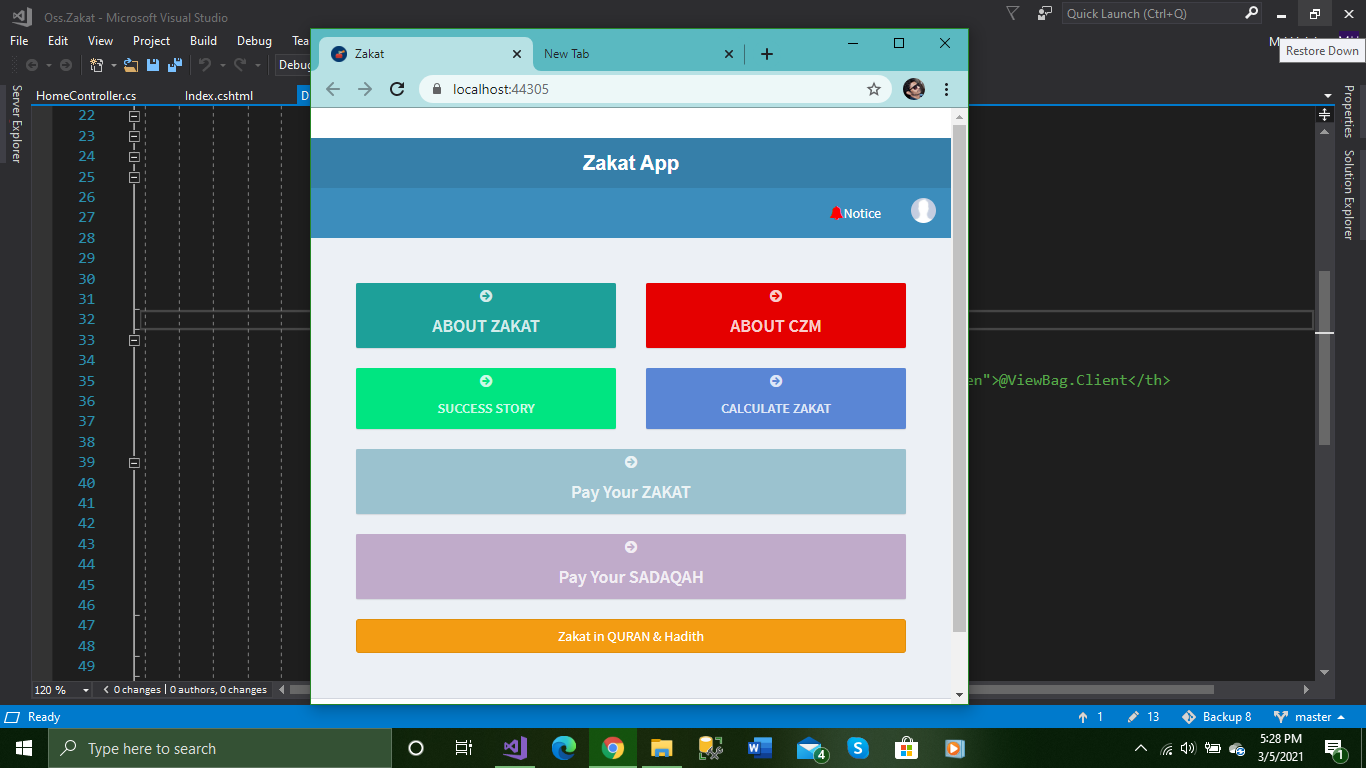 Oss.Zakat - Microsoft Visual Studio
Quick Launch (Ctrl+Q)
File Edit View Project Build Debug
Restore Down
Debug
Zakat
New Tab
localhost:44305
HomeController.cs Index.cshtml
Server Explorer
Properties
Solution Explorer
22
23
24
25
26
27
28
29
30
31
32
33
34
35
36
37
38
39
40
41
42
43
44
45
46
47
48
49
Zakat App
Notice
ABOUT ZAKAT
ABOUT CZM
SUCCESS STORY
CALCULATE ZAKAT
Pay Your ZAKAT
Pay Your SADAQAH
Zakat in QURAN & Hadith
en">@ViewBag.Client</th>
120 %
0 changes | 0 authors, 0 changes
Ready
1 13 Backup 8 master
Type here to search
4
5:28 PM
3/5/2021
1